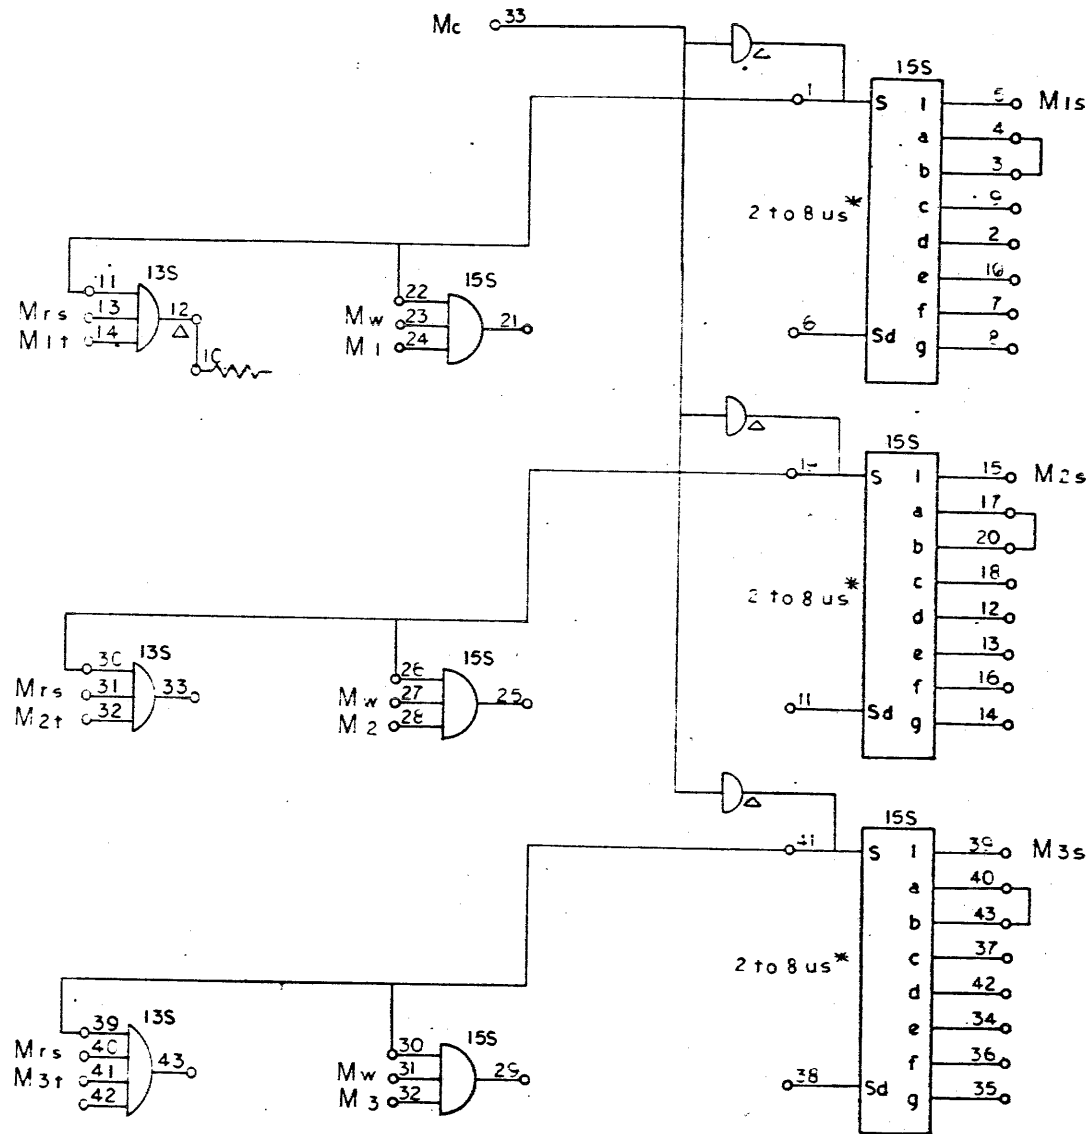 Mc 33
15S
1 S 1 5 M1s
a 4
b 3
2 to 8 us* c 9
d 2
e 10
f 7
6 Sd g 8
13S
11
Mrs 13 12
M1t 14 Δ
10
15S
22
Mw 23 21
M1 24
Δ
15S
S 1 15 M2s
a 17
b 20
2 to 8 us* c 18
d 12
e 13
f 16
11 Sd g 14
13S
30
Mrs 31 33
M2t 32
15S
26
Mw 27 25
M2 28
Δ
15S
41 S 1 39 M3s
a 40
b 43
2 to 8 us* c 37
d 42
e 34
f 36
38 Sd g 35
13S
39
Mrs 40 43
M3t 41
42
15S
30
Mw 31 29
M3 32